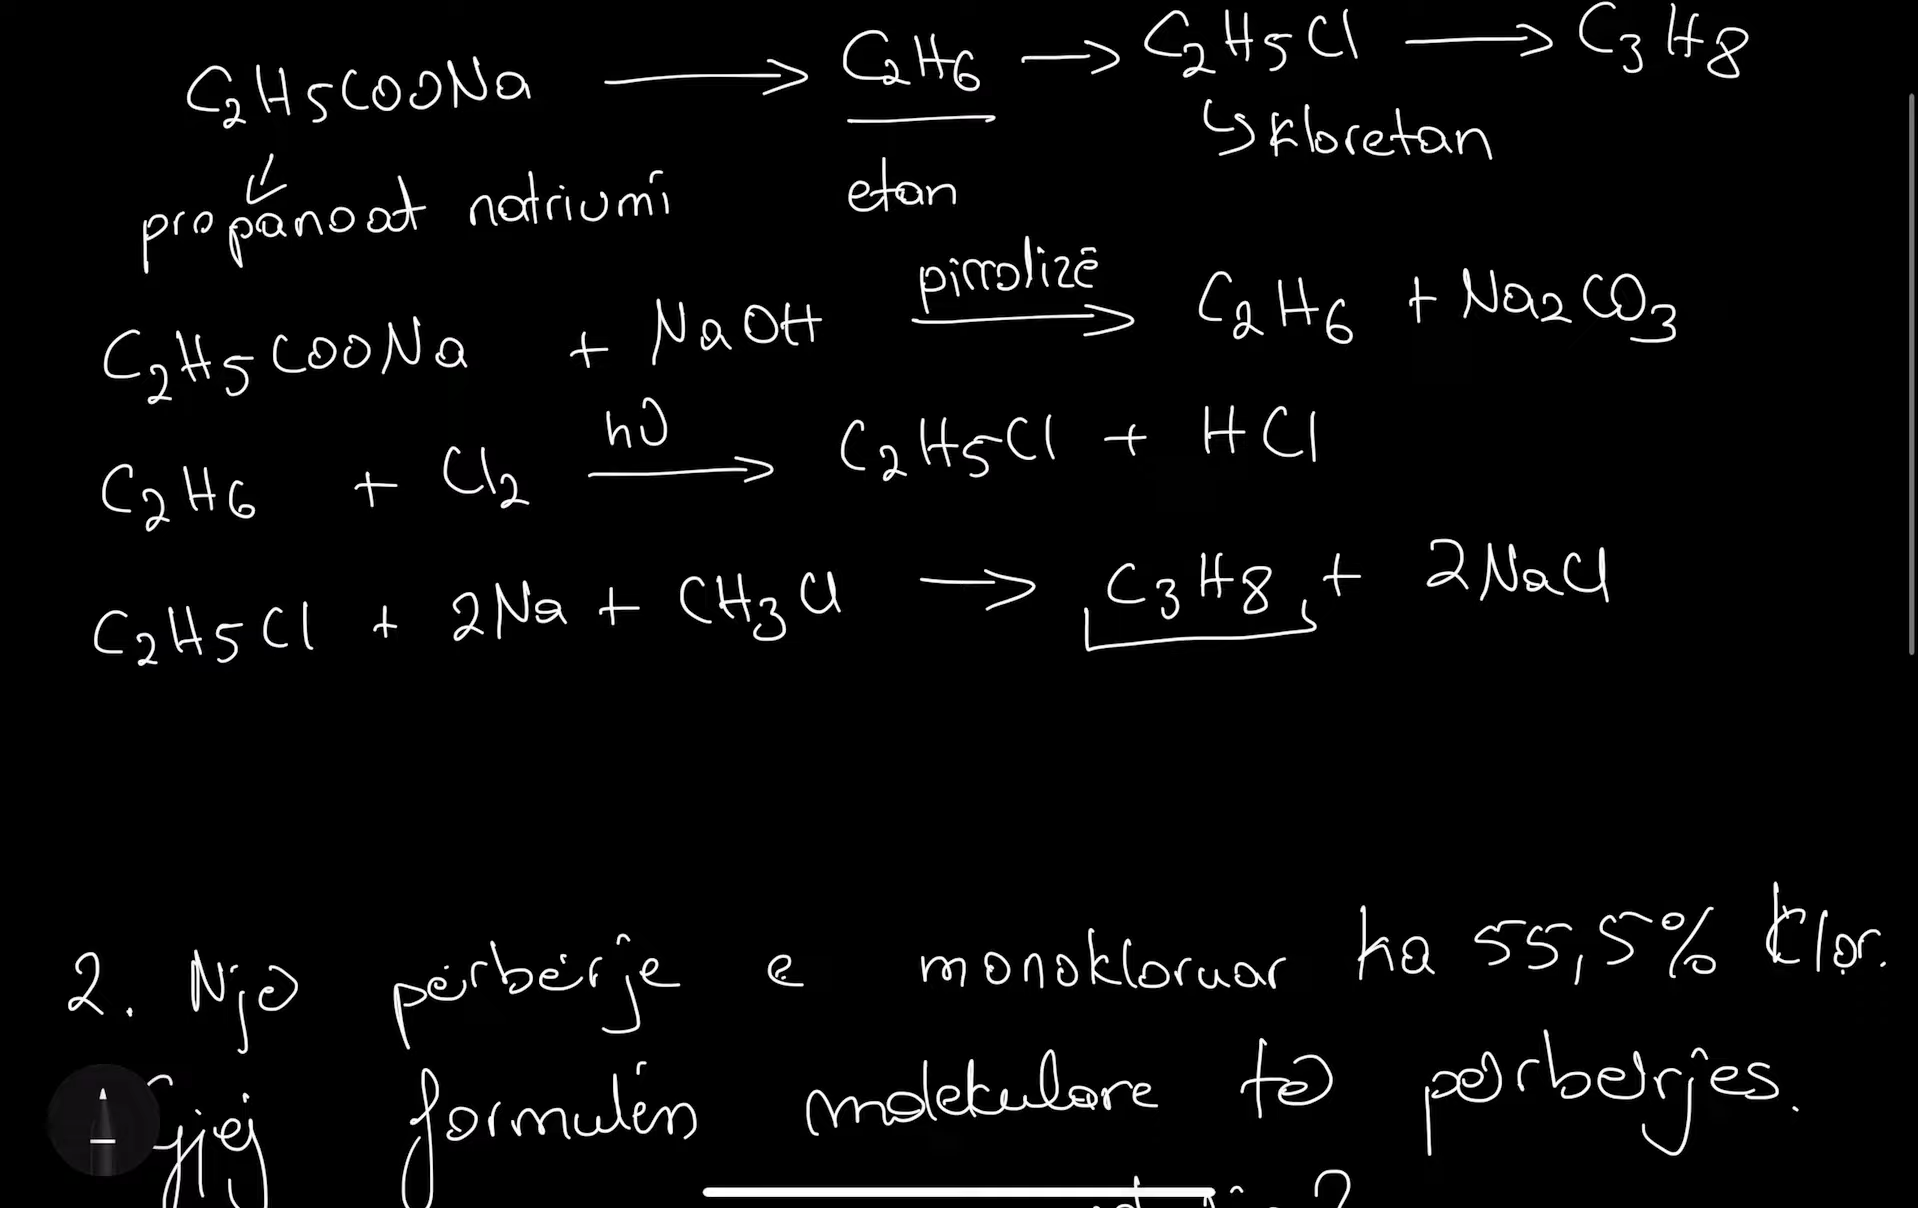 C₂H₅COONa → C₂H₆ → C₂H₅Cl → C₃H₈
↳ kloretan
propanoat natriumi etan
C₂H₅COONa + NaOH pirrolizë → C₂H₆ + Na₂CO₃
C₂H₆ + Cl₂ hν → C₂H₅Cl + HCl
C₂H₅Cl + 2Na + CH₃Cl → C₃H₈ + 2NaCl
2. Një përbërje e monokloruar ka 55,5% klor.
Gjej formulën molekulare të përbërjes.